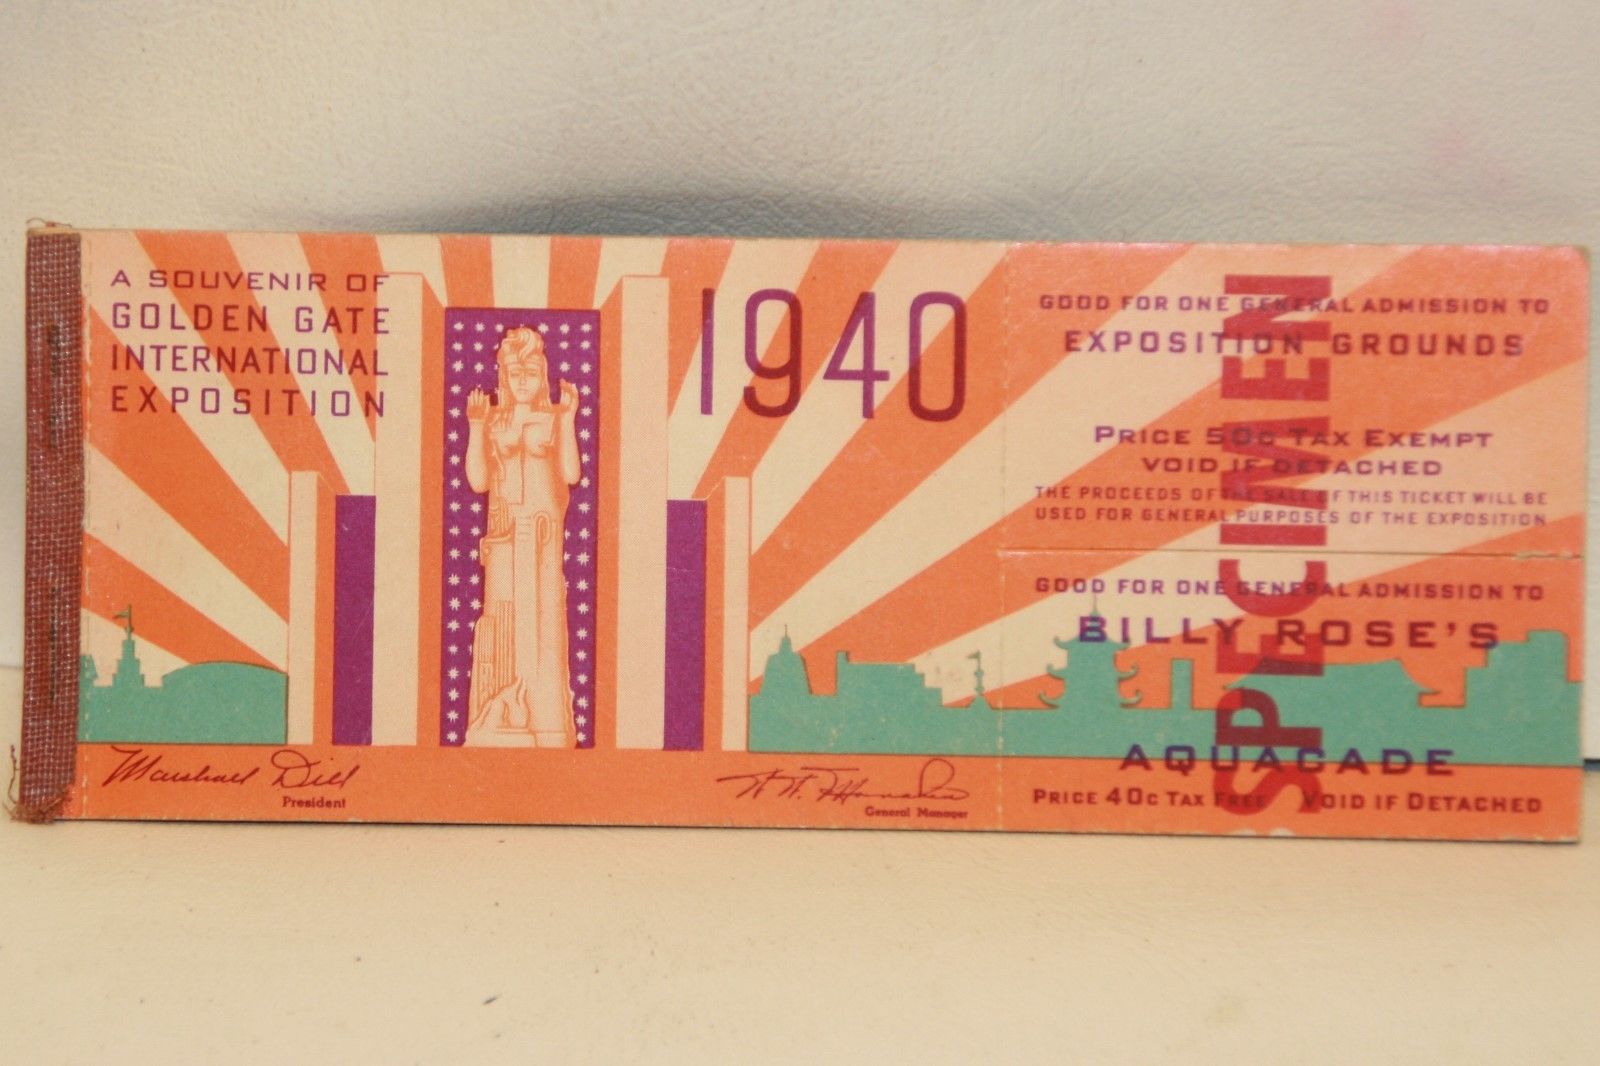 A SOUVENIR OF
GOLDEN GATE
INTERNATIONAL
EXPOSITION
1940
Marshall Dill
President
General Manager
GOOD FOR ONE GENERAL ADMISSION TO
EXPOSITION GROUNDS
PRICE 50C TAX EXEMPT
VOID IF DETACHED
THE PROCEEDS OF THE SALE OF THIS TICKET WILL BE
USED FOR GENERAL PURPOSES OF THE EXPOSITION
GOOD FOR ONE GENERAL ADMISSION TO
BILLY ROSE'S
AQUACADE
PRICE 40C TAX FREE VOID IF DETACHED
SPECIMEN